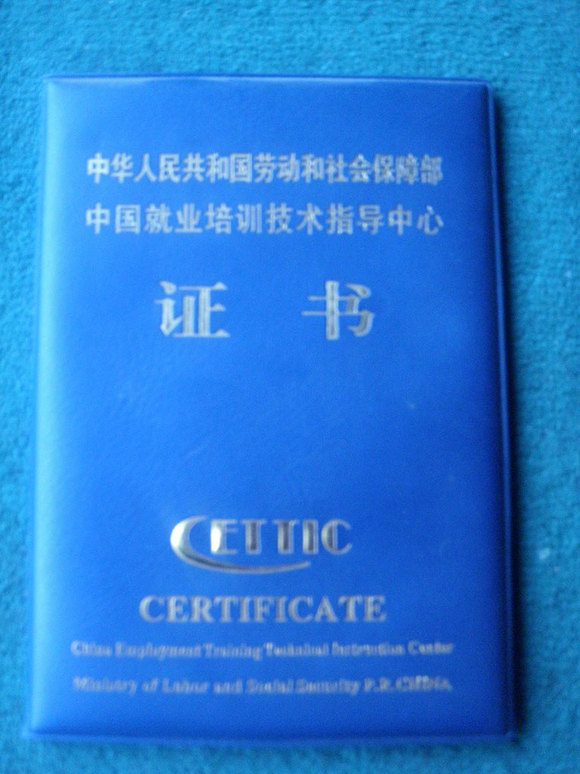 中华人民共和国劳动和社会保障部
中国就业培训技术指导中心
证 书
CETTIC
CERTIFICATE
China Employment Training Technical Instruction Center
Ministry of Labor and Social Security P.R.CHINA.